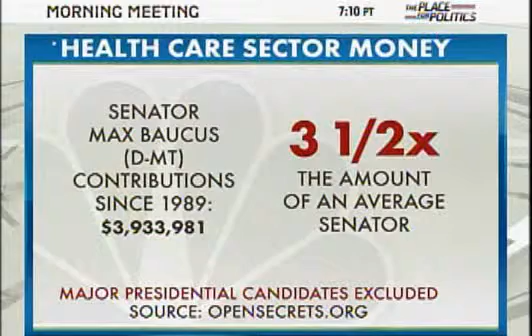 MORNING MEETING
7:10 PT
THE PLACE
FOR POLITICS
HEALTH CARE SECTOR MONEY
SENATOR
MAX BAUCUS
(D-MT)
CONTRIBUTIONS
SINCE 1989:
$3,933,981
3 1/2x
THE AMOUNT
OF AN AVERAGE
SENATOR
MAJOR PRESIDENTIAL CANDIDATES EXCLUDED
SOURCE: OPENSECRETS.ORG